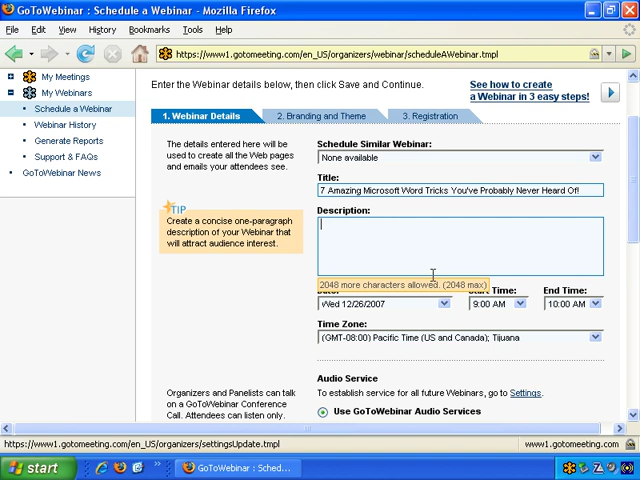 GoToWebinar : Schedule a Webinar - Mozilla Firefox
File Edit View History Bookmarks Tools Help
https://www1.gotomeeting.com/en_US/organizers/webinar/scheduleAWebinar.tmpl
My Meetings
My Webinars
Schedule a Webinar
Webinar History
Generate Reports
Support & FAQs
GoToWebinar News
Enter the Webinar details below, then click Save and Continue.
See how to create
a Webinar in 3 easy steps!
1. Webinar Details 2. Branding and Theme 3. Registration
The details entered here will
be used to create all the Web pages
and emails your attendees see.
TIP
Create a concise one-paragraph
description of your Webinar that
will attract audience interest.
Schedule Similar Webinar:
None available
Title:
7 Amazing Microsoft Word Tricks You've Probably Never Heard Of!
Description:
2048 more characters allowed. (2048 max)
Date: Start Time: End Time:
Wed 12/26/2007 9:00 AM 10:00 AM
Time Zone:
(GMT-08:00) Pacific Time (US and Canada); Tijuana
Organizers and Panelists can talk
on a GoToWebinar Conference
Call. Attendees can listen only.
Audio Service
To establish service for all future Webinars, go to Settings.
Use GoToWebinar Audio Services
https://www1.gotomeeting.com/en_US/organizers/settingsUpdate.tmpl
www1.gotomeeting.com
start
GoToWebinar : Sched...